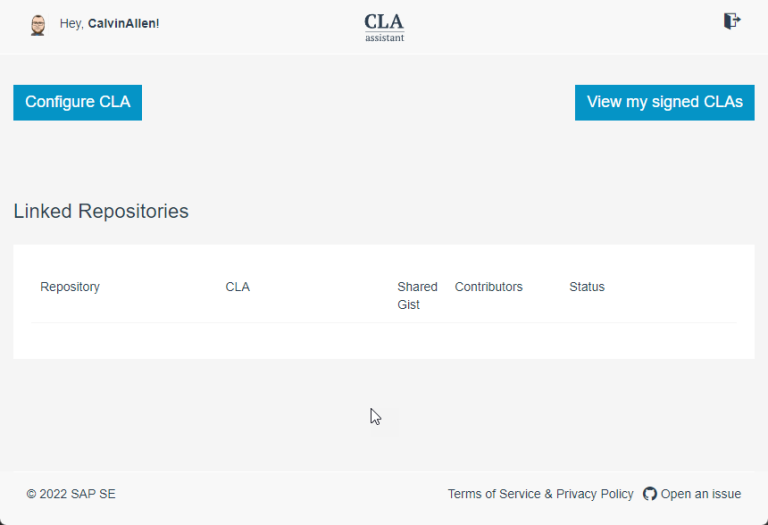 Hey, CalvinAllen!
CLA
assistant
Configure CLA
View my signed CLAs
Linked Repositories
Repository CLA Shared Gist Contributors Status
© 2022 SAP SE
Terms of Service & Privacy Policy Open an issue